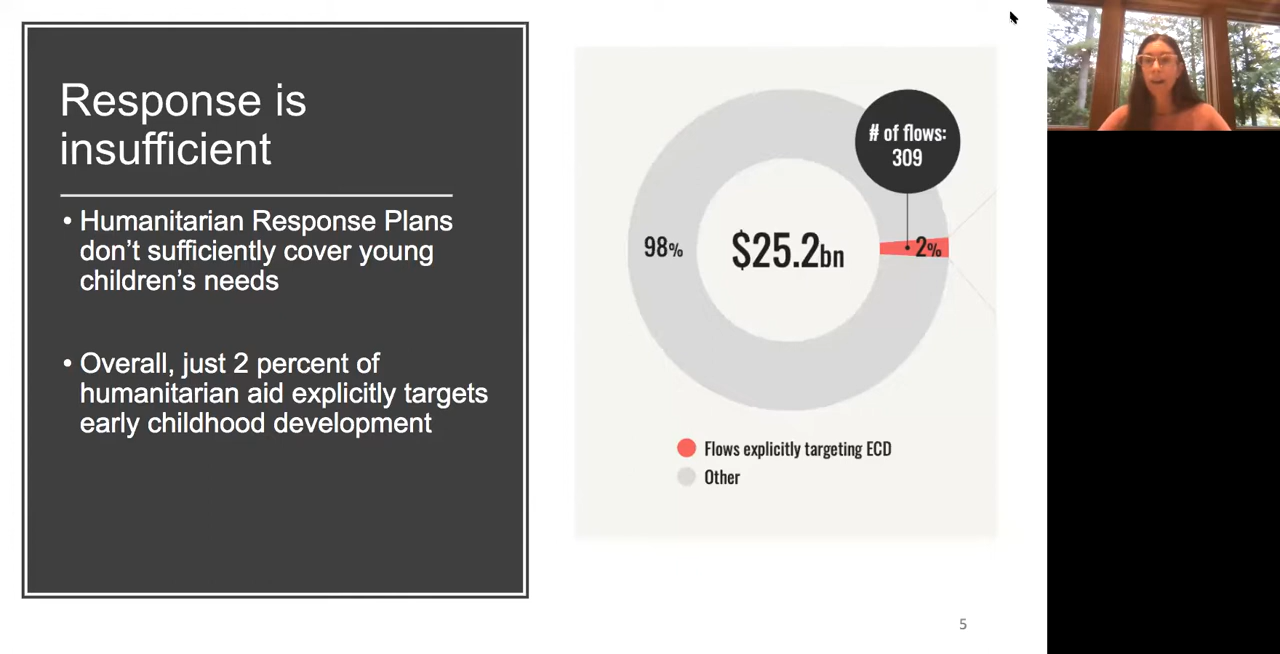 Response is
insufficient
• Humanitarian Response Plans
don’t sufficiently cover young
children’s needs
• Overall, just 2 percent of
humanitarian aid explicitly targets
early childhood development
# of flows:
309
98%
$25.2bn
2%
Flows explicitly targeting ECD
Other
5